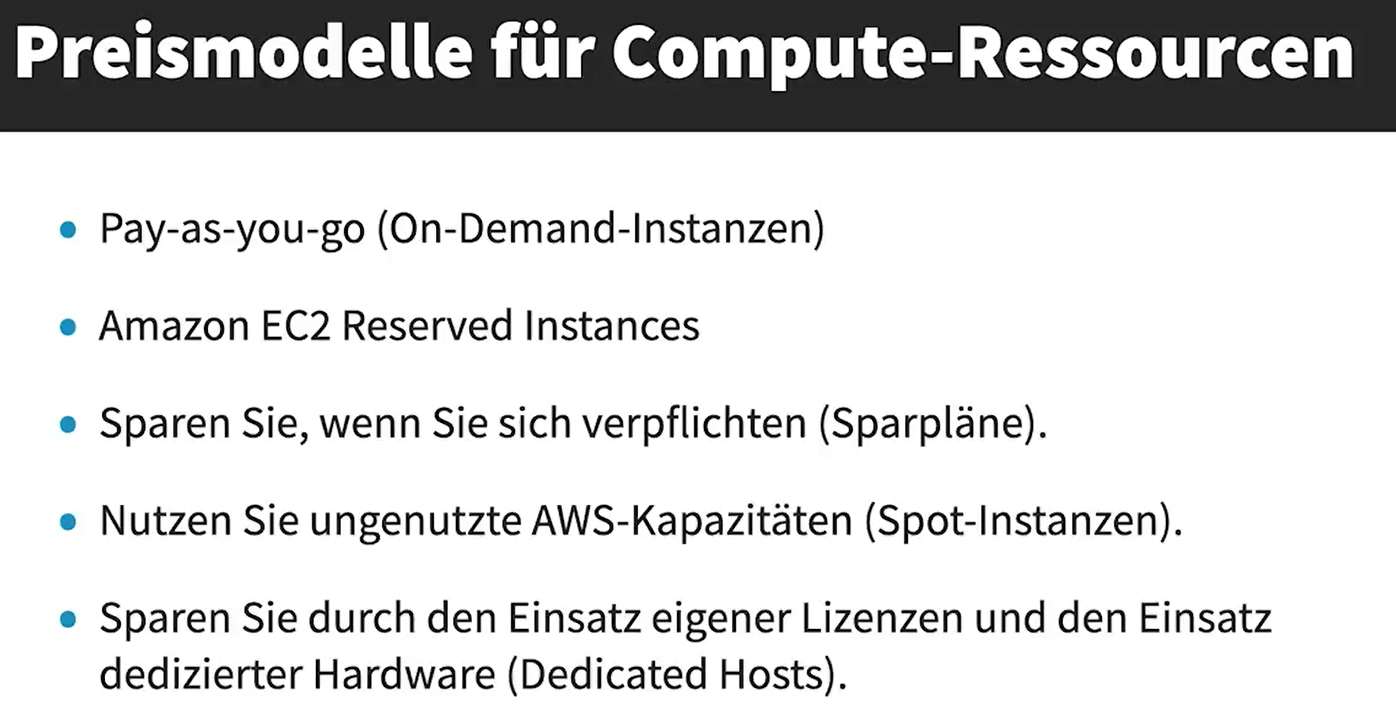 Preismodelle für Compute-Ressourcen
• Pay-as-you-go (On-Demand-Instanzen)
• Amazon EC2 Reserved Instances
• Sparen Sie, wenn Sie sich verpflichten (Sparpläne).
• Nutzen Sie ungenutzte AWS-Kapazitäten (Spot-Instanzen).
• Sparen Sie durch den Einsatz eigener Lizenzen und den Einsatz
dedizierter Hardware (Dedicated Hosts).